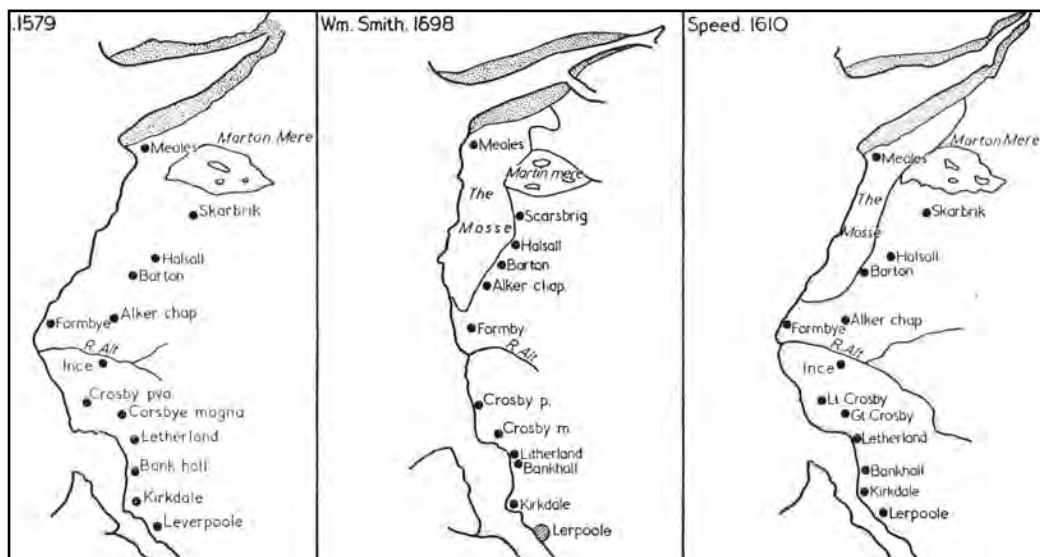 .1579
Marton Mere
Meales
Skarbrik
Halsall
Barton
Alker chap
Formbye
R. Alt
Ince
Crosby pva
Corsbye magna
Letherland
Bank hall
Kirkdale
Leverpoole
Wm. Smith. 1598
Meales
Martin mere
The
Mosse
Scarsbrig
Halsall
Barton
Alker chap.
Formby
R. Alt
Crosby p.
Crosby m
Litherland
Bankhall
Kirkdale
Lerpoole
Speed. 1610
Marton Mere
Meales
The
Mosse
Skarbrik
Halsall
Barton
Formbye
Alker chap
R. Alt
Ince
Lt. Crosby
Gt. Crosby
Letherland
Bankhall
Kirkdale
Lerpoole